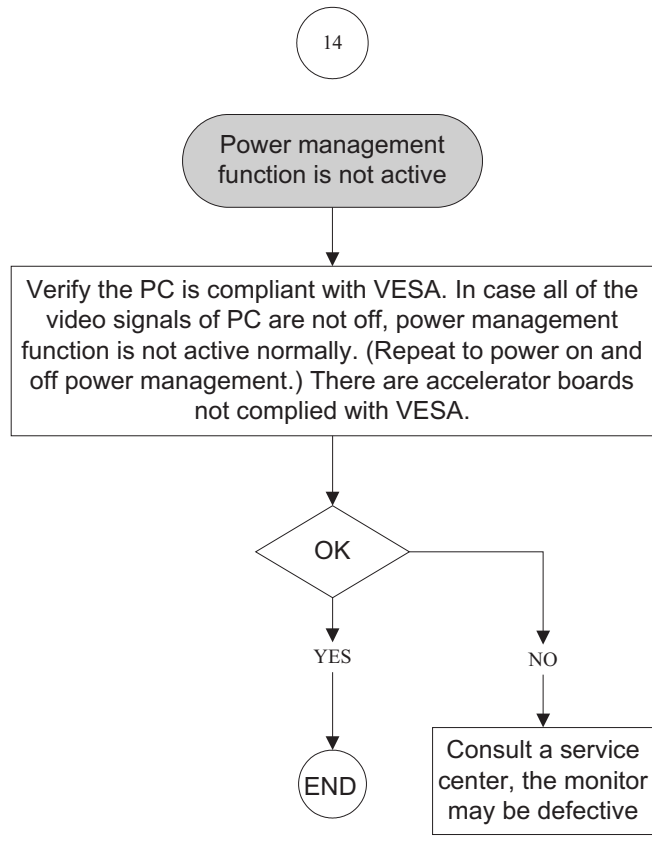 14
Power management
function is not active
Verify the PC is compliant with VESA. In case all of the
video signals of PC are not off, power management
function is not active normally. (Repeat to power on and
off power management.) There are accelerator boards
not complied with VESA.
OK
YES
NO
END
Consult a service
center, the monitor
may be defective